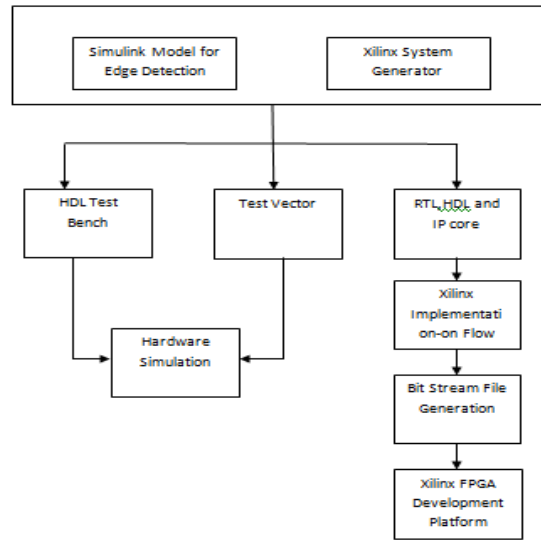 Simulink Model for
Edge Detection
Xilinx System
Generator
HDL Test
Bench
Test Vector
RTL,HDL and
IP core
Hardware
Simulation
Xilinx
Implementati
on-on Flow
Bit Stream File
Generation
Xilinx FPGA
Development
Platform